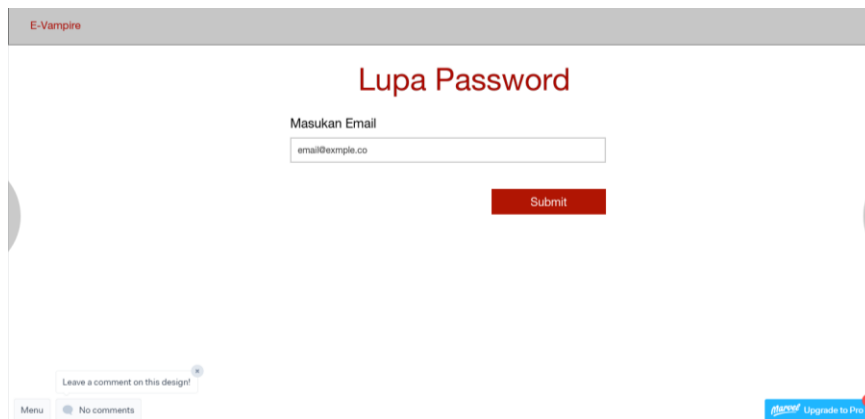 E-Vampire
Lupa Password
Masukan Email
email@exmple.co
Submit
Leave a comment on this design!
Menu
No comments
Marvel Upgrade to Pro